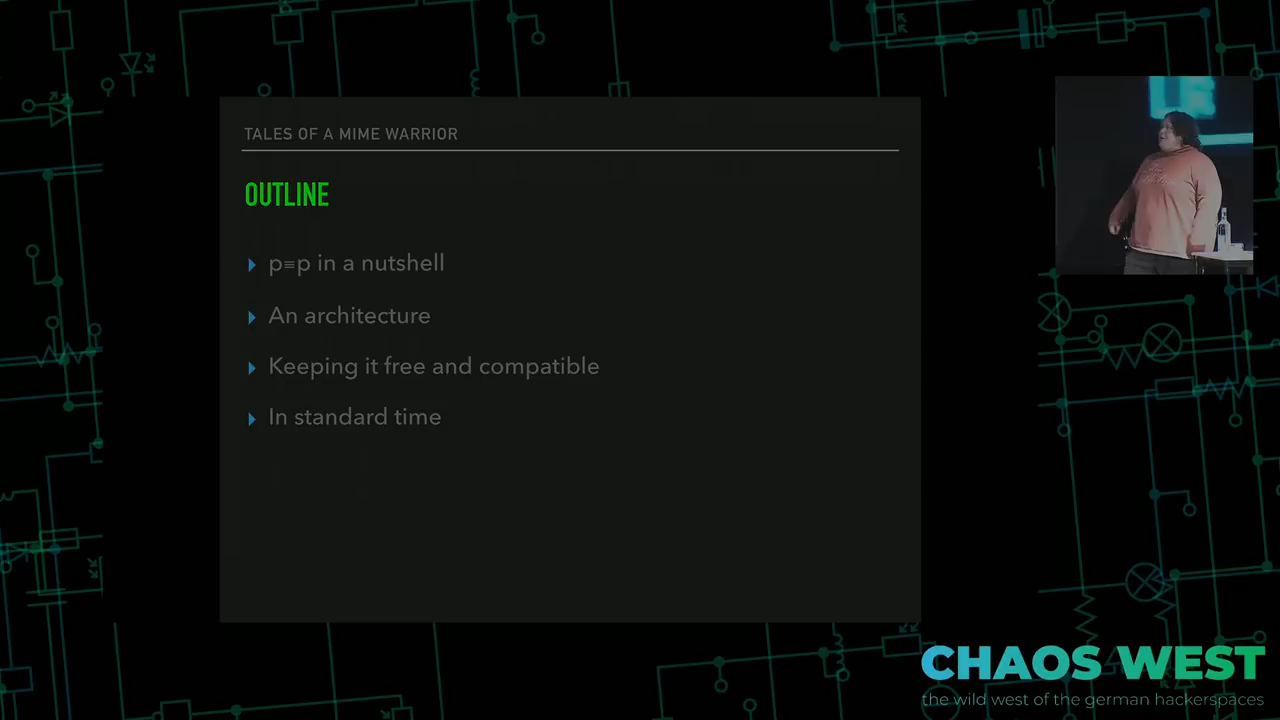 TALES OF A MIME WARRIOR
OUTLINE
p≡p in a nutshell
An architecture
Keeping it free and compatible
In standard time
CHAOS WEST
the wild west of the german hackerspaces